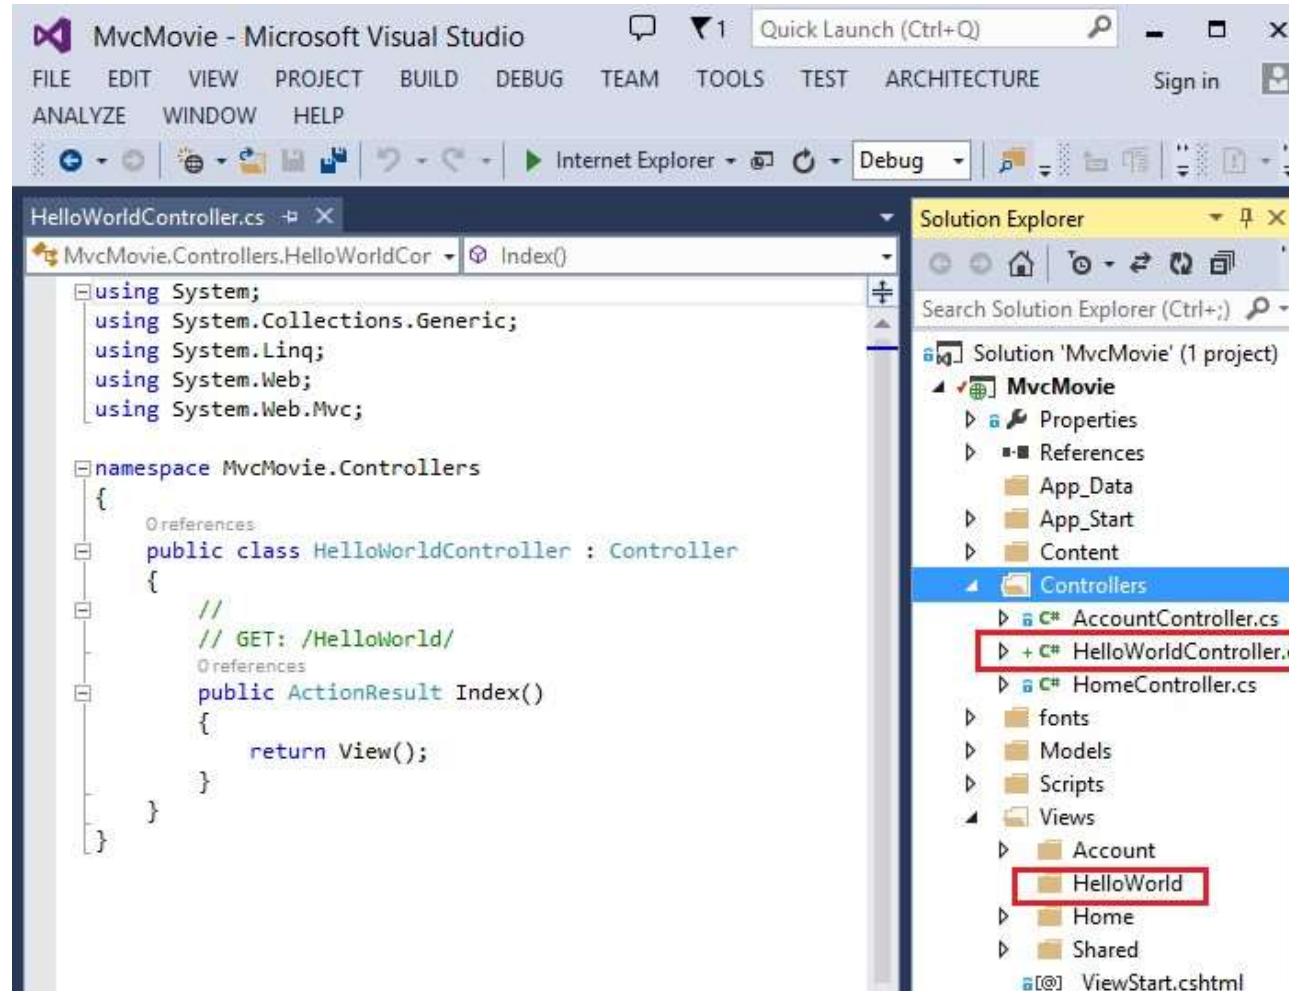 MvcMovie - Microsoft Visual Studio
1
Quick Launch (Ctrl+Q)
FILE EDIT VIEW PROJECT BUILD DEBUG TEAM TOOLS TEST ARCHITECTURE Sign in
ANALYZE WINDOW HELP
Internet Explorer Debug
HelloWorldController.cs
MvcMovie.Controllers.HelloWorldCor Index()
using System;
using System.Collections.Generic;
using System.Linq;
using System.Web;
using System.Web.Mvc;
namespace MvcMovie.Controllers
{
0 references
public class HelloWorldController : Controller
{
//
// GET: /HelloWorld/
0 references
public ActionResult Index()
{
return View();
}
}
}
Solution Explorer
Search Solution Explorer (Ctrl+;)
Solution 'MvcMovie' (1 project)
MvcMovie
Properties
References
App_Data
App_Start
Content
Controllers
C# AccountController.cs
+ C# HelloWorldController.c
C# HomeController.cs
fonts
Models
Scripts
Views
Account
HelloWorld
Home
Shared
[@] _ViewStart.cshtml